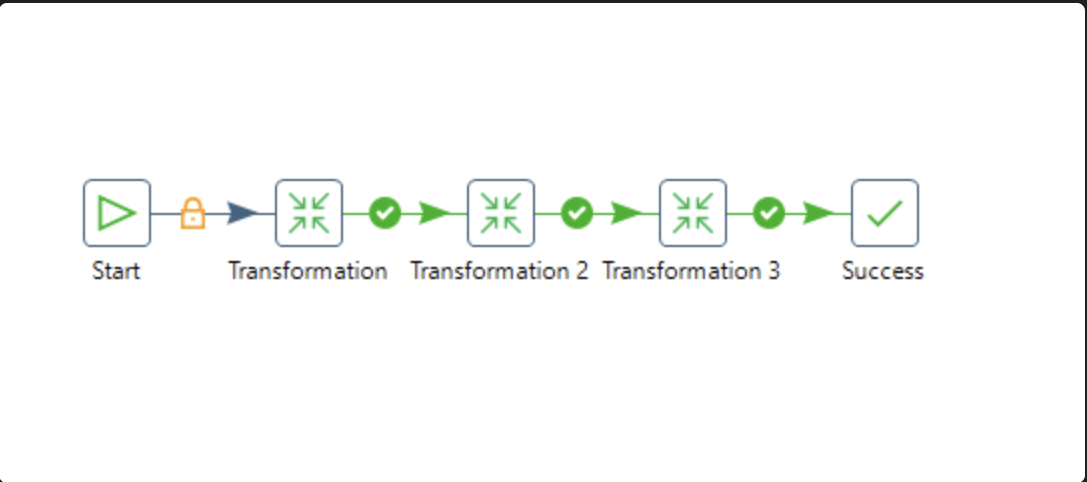 Start
Transformation
Transformation 2
Transformation 3
Success